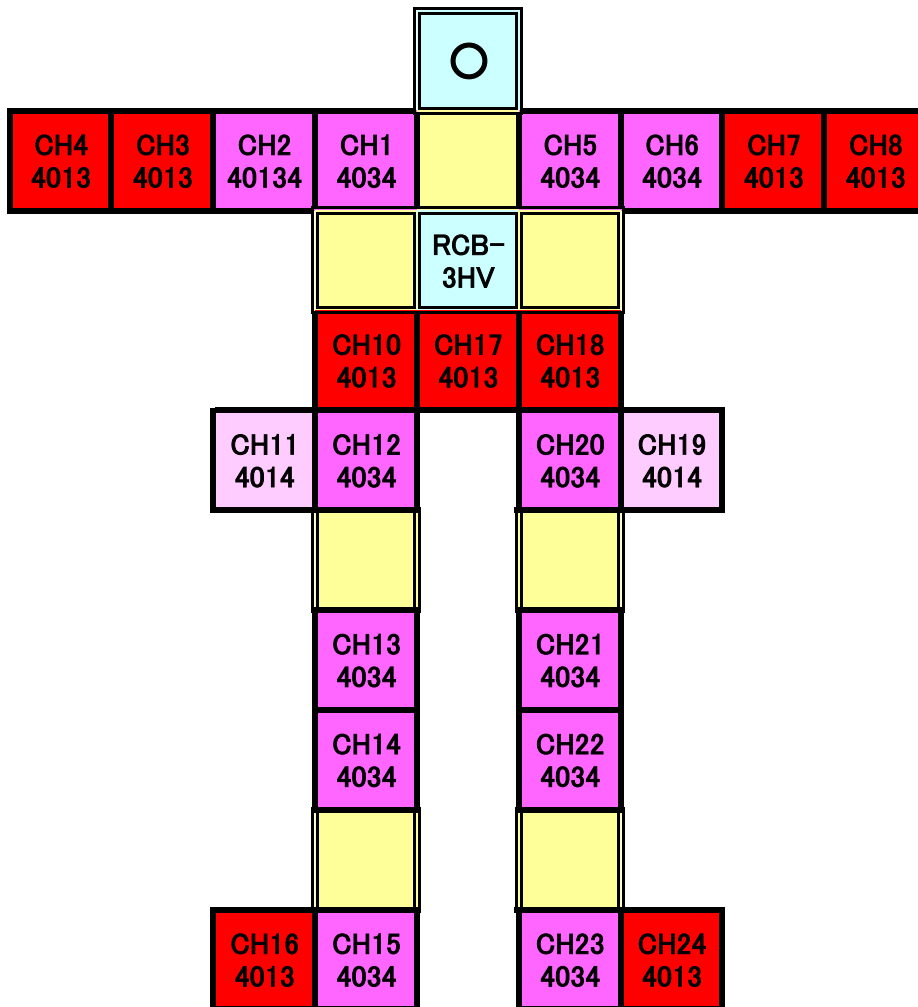 CH4 CH3 CH2 CH1 CH5 CH6 CH7 CH8
4013 4013 40134 4034 4034 4034 4013 4013
RCB-
3HV
CH10 CH17 CH18
4013 4013 4013
CH11 CH12 CH20 CH19
4014 4034 4034 4014
CH13 CH21
4034 4034
CH14 CH22
4034 4034
CH16 CH15 CH23 CH24
4013 4034 4034 4013